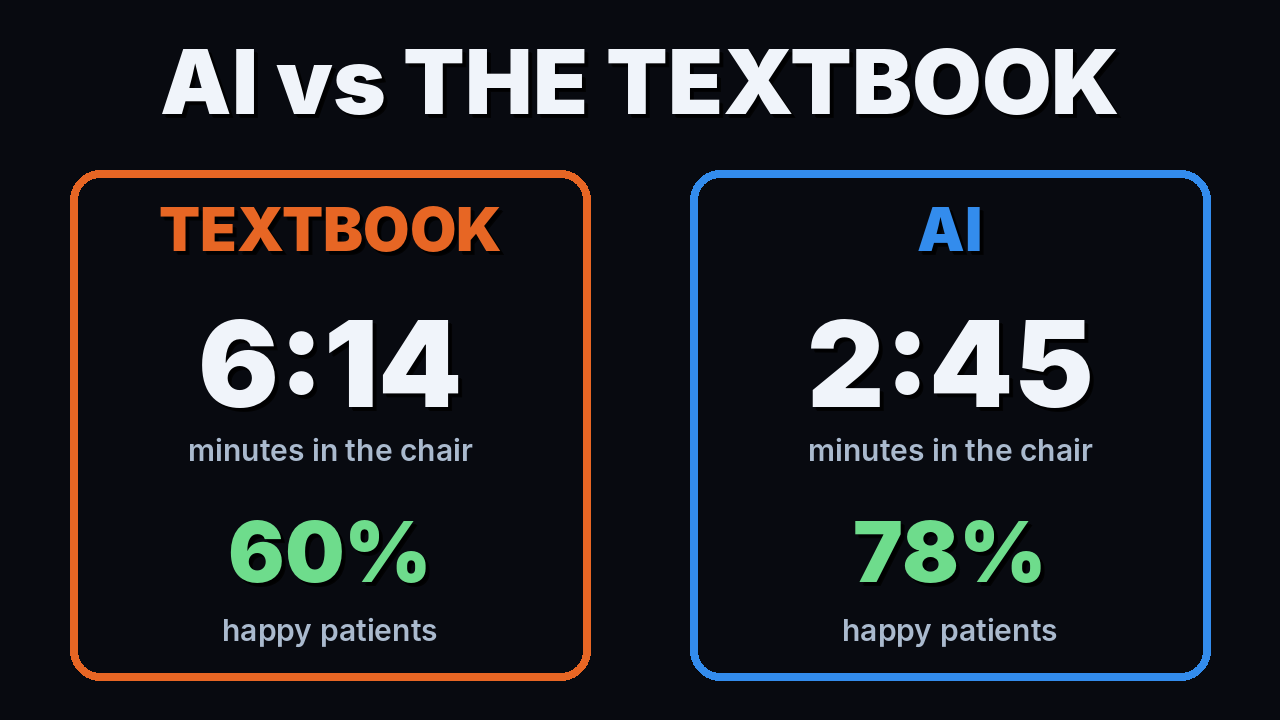 AI vs THE TEXTBOOK
TEXTBOOK
6:14
minutes in the chair
60%
happy patients
AI
2:45
minutes in the chair
78%
happy patients